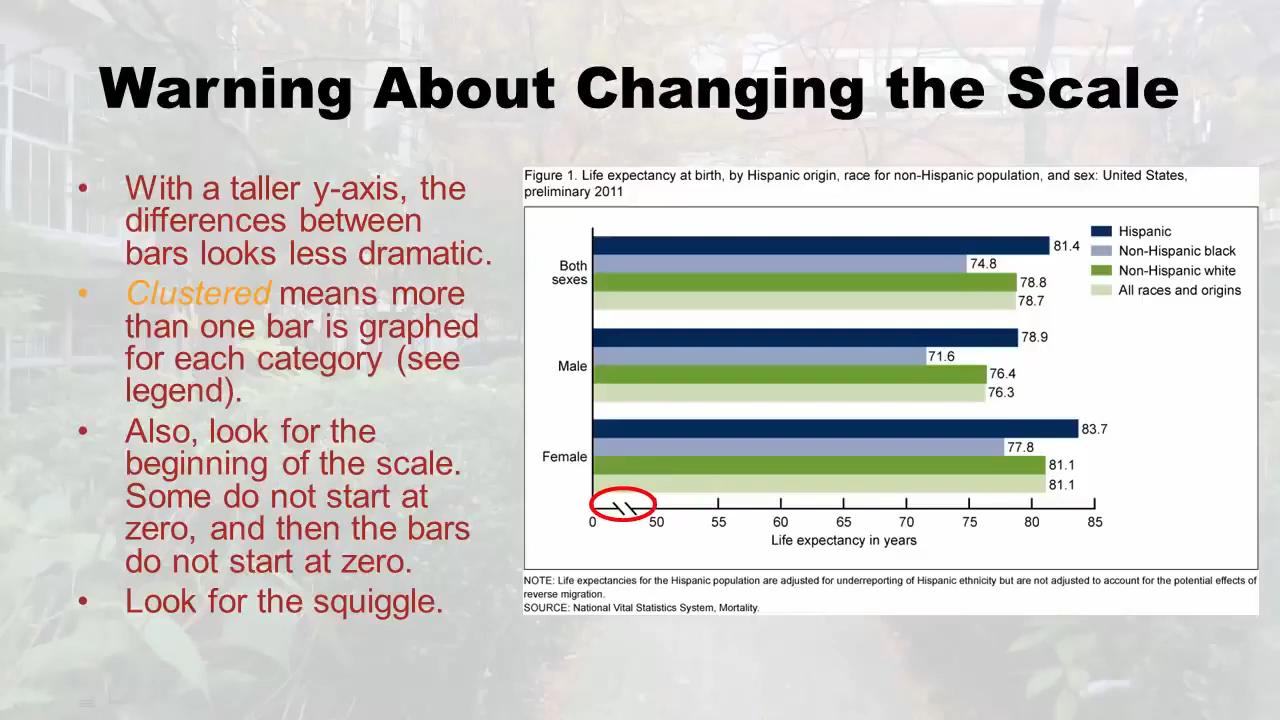 Warning About Changing the Scale
• With a taller y-axis, the
differences between
bars looks less dramatic.
• Clustered means more
than one bar is graphed
for each category (see
legend).
• Also, look for the
beginning of the scale.
Some do not start at
zero, and then the bars
do not start at zero.
• Look for the squiggle.
Figure 1. Life expectancy at birth, by Hispanic origin, race for non-Hispanic population, and sex: United States,
preliminary 2011
Hispanic
Non-Hispanic black
Non-Hispanic white
All races and origins
Both
sexes
81.4
74.8
78.8
78.7
Male
78.9
71.6
76.4
76.3
Female
83.7
77.8
81.1
81.1
0 50 55 60 65 70 75 80 85
Life expectancy in years
NOTE: Life expectancies for the Hispanic population are adjusted for underreporting of Hispanic ethnicity but are not adjusted to account for the potential effects of
reverse migration.
SOURCE: National Vital Statistics System, Mortality.